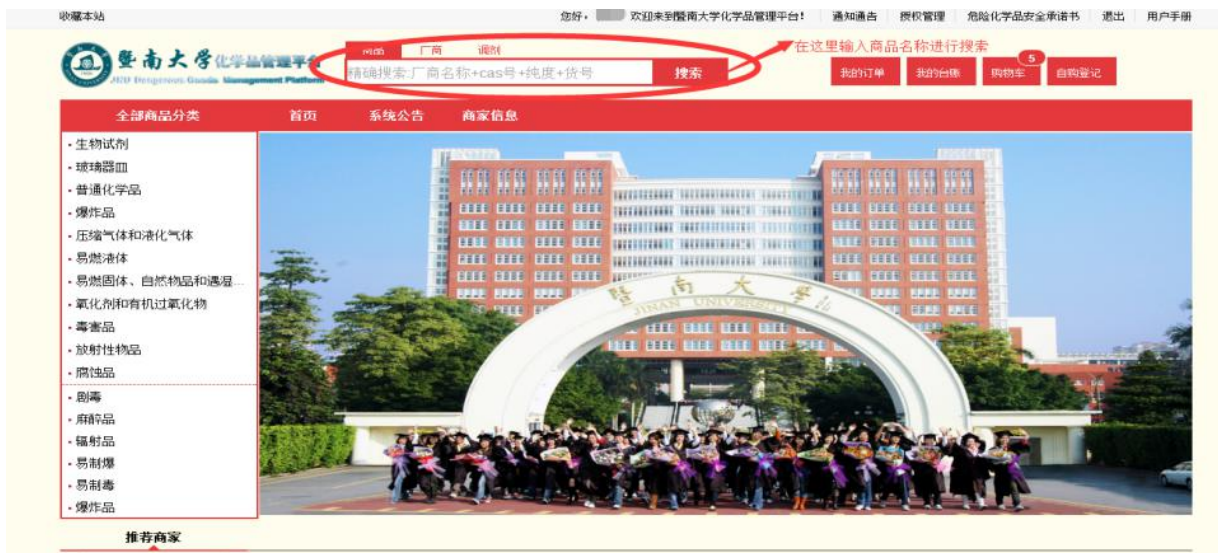 收藏本站 您好， 欢迎来到暨南大学化学品管理平台! 通知通告 授权管理 危险化学品安全承诺书 退出 用户手册
在这里输入商品名称进行搜索
暨南大学化学品管理平台
JNU Dangerous Goods Management Platform
商品 厂商 调剂
精确搜索:厂商名称+cas号+纯度+货号 搜索
我的订单 我的台账 购物车 5 自购登记
全部商品分类 首页 系统公告 商家信息
生物试剂
玻璃器皿
普通化学品
爆炸品
压缩气体和液化气体
易燃液体
易燃固体、自然物品和遇湿...
氧化剂和有机过氧化物
毒害品
放射性物品
腐蚀品
剧毒
麻醉品
辐射品
易制爆
易制毒
爆炸品
暨南大学
JINAN UNIVERSITY
推荐商家